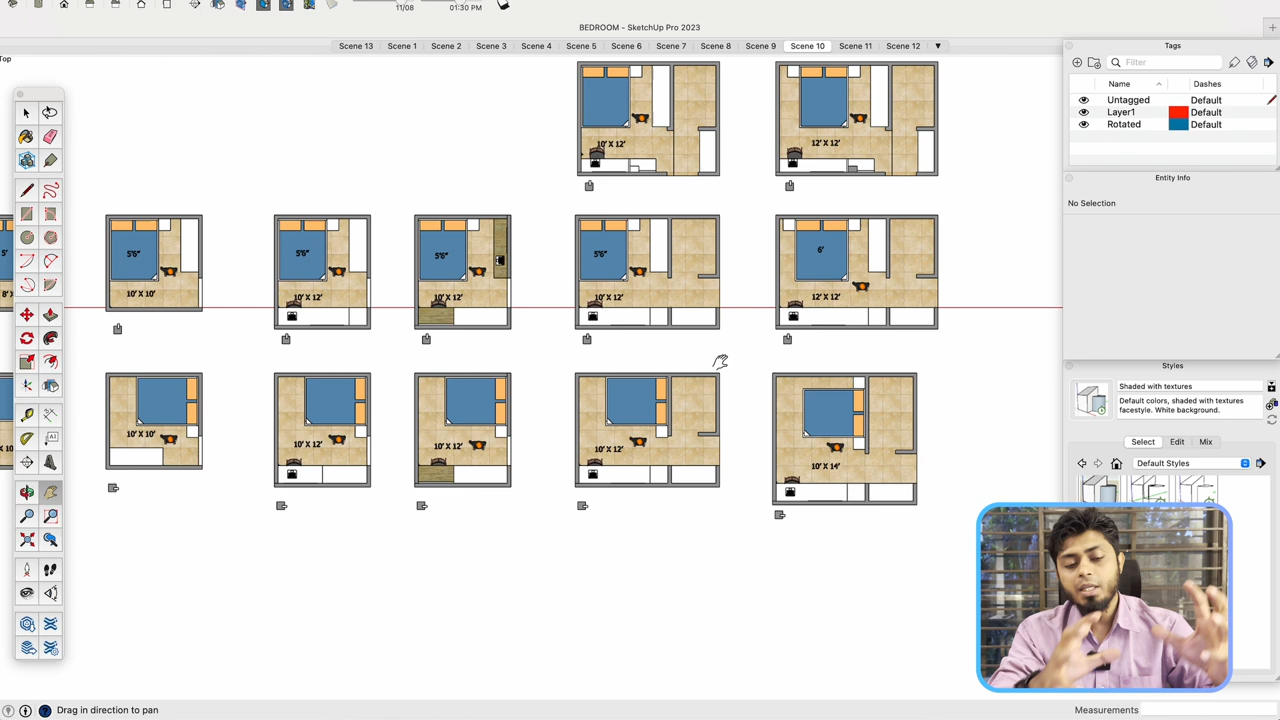 11/08
01:30 PM
BEDROOM - SketchUp Pro 2023
Scene 13
Scene 1
Scene 2
Scene 3
Scene 4
Scene 5
Scene 6
Scene 7
Scene 8
Scene 9
Scene 10
Scene 11
Scene 12
Top
Tags
Filter
Name
Dashes
Untagged
Default
Layer1
Default
Rotated
Default
Entity Info
No Selection
10' X 12'
12' X 12'
5'
5'6"
5'6"
5'6"
5'6"
6'
8' X
10' X 10'
10' X 12'
10' X 12'
10' X 12'
12' X 12'
10' X 10'
10' X 12'
10' X 12'
10' X 12'
10' X 14'
Styles
Shaded with textures
Default colors, shaded with textures
facestyle. White background.
Select
Edit
Mix
Default Styles
Drag in direction to pan
Measurements